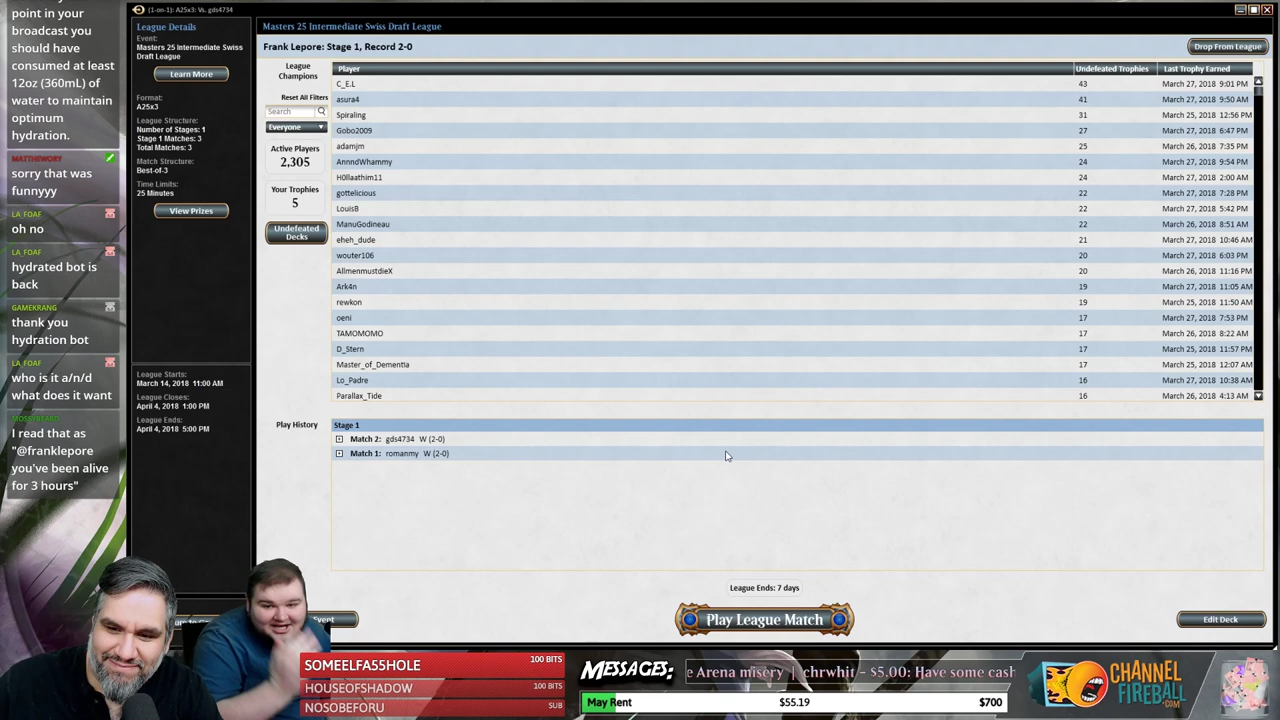 point in your
broadcast you
should have
consumed at least
12oz (360mL) of
water to maintain
optimum
hydration.
MATTHEWORY
sorry that was
funnyyy
LA_FOAF
oh no
LA_FOAF
hydrated bot is
back
GAMEKRANG
thank you
hydration bot
LA_FOAF
who is it a/n/d
what does it want
MOSSYBEARD
I read that as
"@franklepore
you've been alive
for 3 hours"
(1-on-1): A25x3: Vs. gds4734
League Details
Event:
Masters 25 Intermediate Swiss
Draft League
Learn More
Format:
A25x3
League Structure:
Number of Stages: 1
Stage 1 Matches: 3
Total Matches: 3
Match Structure:
Best-of-3
Time Limits:
25 Minutes
View Prizes
League Starts:
March 14, 2018 11:00 AM
League Closes:
April 4, 2018 1:00 PM
League Ends:
April 4, 2018 5:00 PM
Masters 25 Intermediate Swiss Draft League
Frank Lepore: Stage 1, Record 2-0
Drop From League
League
Champions
Reset All Filters
Search
Everyone
Active Players
2,305
Your Trophies
5
Undefeated
Decks
Player Undefeated Trophies Last Trophy Earned
C_E.L 43 March 27, 2018 9:01 PM
asura4 41 March 27, 2018 9:50 AM
Spiraling 31 March 25, 2018 12:56 PM
Gobo2009 27 March 27, 2018 6:47 PM
adamjm 25 March 26, 2018 7:35 PM
AnnndWhammy 24 March 27, 2018 9:54 PM
H0llaathim11 24 March 27, 2018 2:00 AM
gottelicious 22 March 27, 2018 7:28 PM
LouisB 22 March 27, 2018 5:42 PM
ManuGodineau 22 March 26, 2018 8:51 AM
eheh_dude 21 March 27, 2018 10:46 AM
wouter106 20 March 27, 2018 6:03 PM
AllmenmustdieX 20 March 26, 2018 11:16 PM
Ark4n 19 March 27, 2018 11:05 AM
rewkon 19 March 25, 2018 11:50 AM
oeni 17 March 27, 2018 7:53 PM
TAMOMOMO 17 March 26, 2018 8:22 AM
D_Stern 17 March 25, 2018 11:57 PM
Master_of_Dementia 17 March 25, 2018 12:07 AM
Lo_Padre 16 March 27, 2018 10:38 AM
Parallax_Tide 16 March 26, 2018 4:13 AM
Play History
Stage 1
Match 2: gds4734 W (2-0)
Match 1: romanmy W (2-0)
League Ends: 7 days
Play League Match
Edit Deck
Event
SOMEELFA55HOLE 100 BITS
HOUSEOFSHADOW 100 BITS
NOSOBEFORU SUB
MESSAGES:
e Arena misery | chrwhit - $5.00: Have some cash
May Rent $55.19 $700
CHANNEL
FIREBALL
.COM